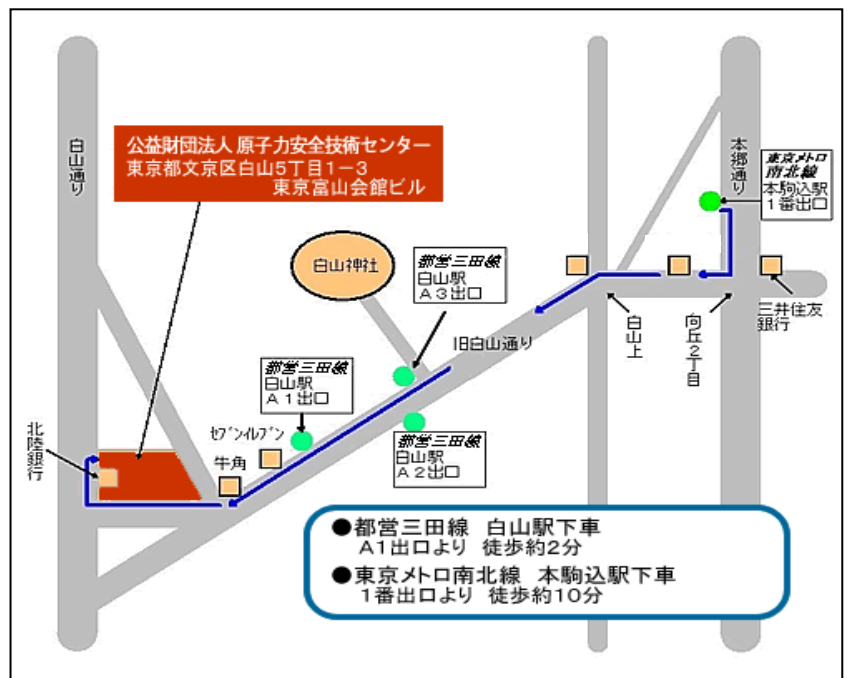 白山通り
公益財団法人 原子力安全技術センター
東京都文京区白山5丁目1-3
東京富山会館ビル
本郷通り
東京メトロ
南北線
本駒込駅
1番出口
白山神社
都営三田線
白山駅
A3出口
三井住友
銀行
白山上
向丘2丁目
旧白山通り
都営三田線
白山駅
A1出口
セブンイレブン
牛角
都営三田線
白山駅
A2出口
北陸銀行
●都営三田線 白山駅下車
A1出口より 徒歩約2分
●東京メトロ南北線 本駒込駅下車
1番出口より 徒歩約10分